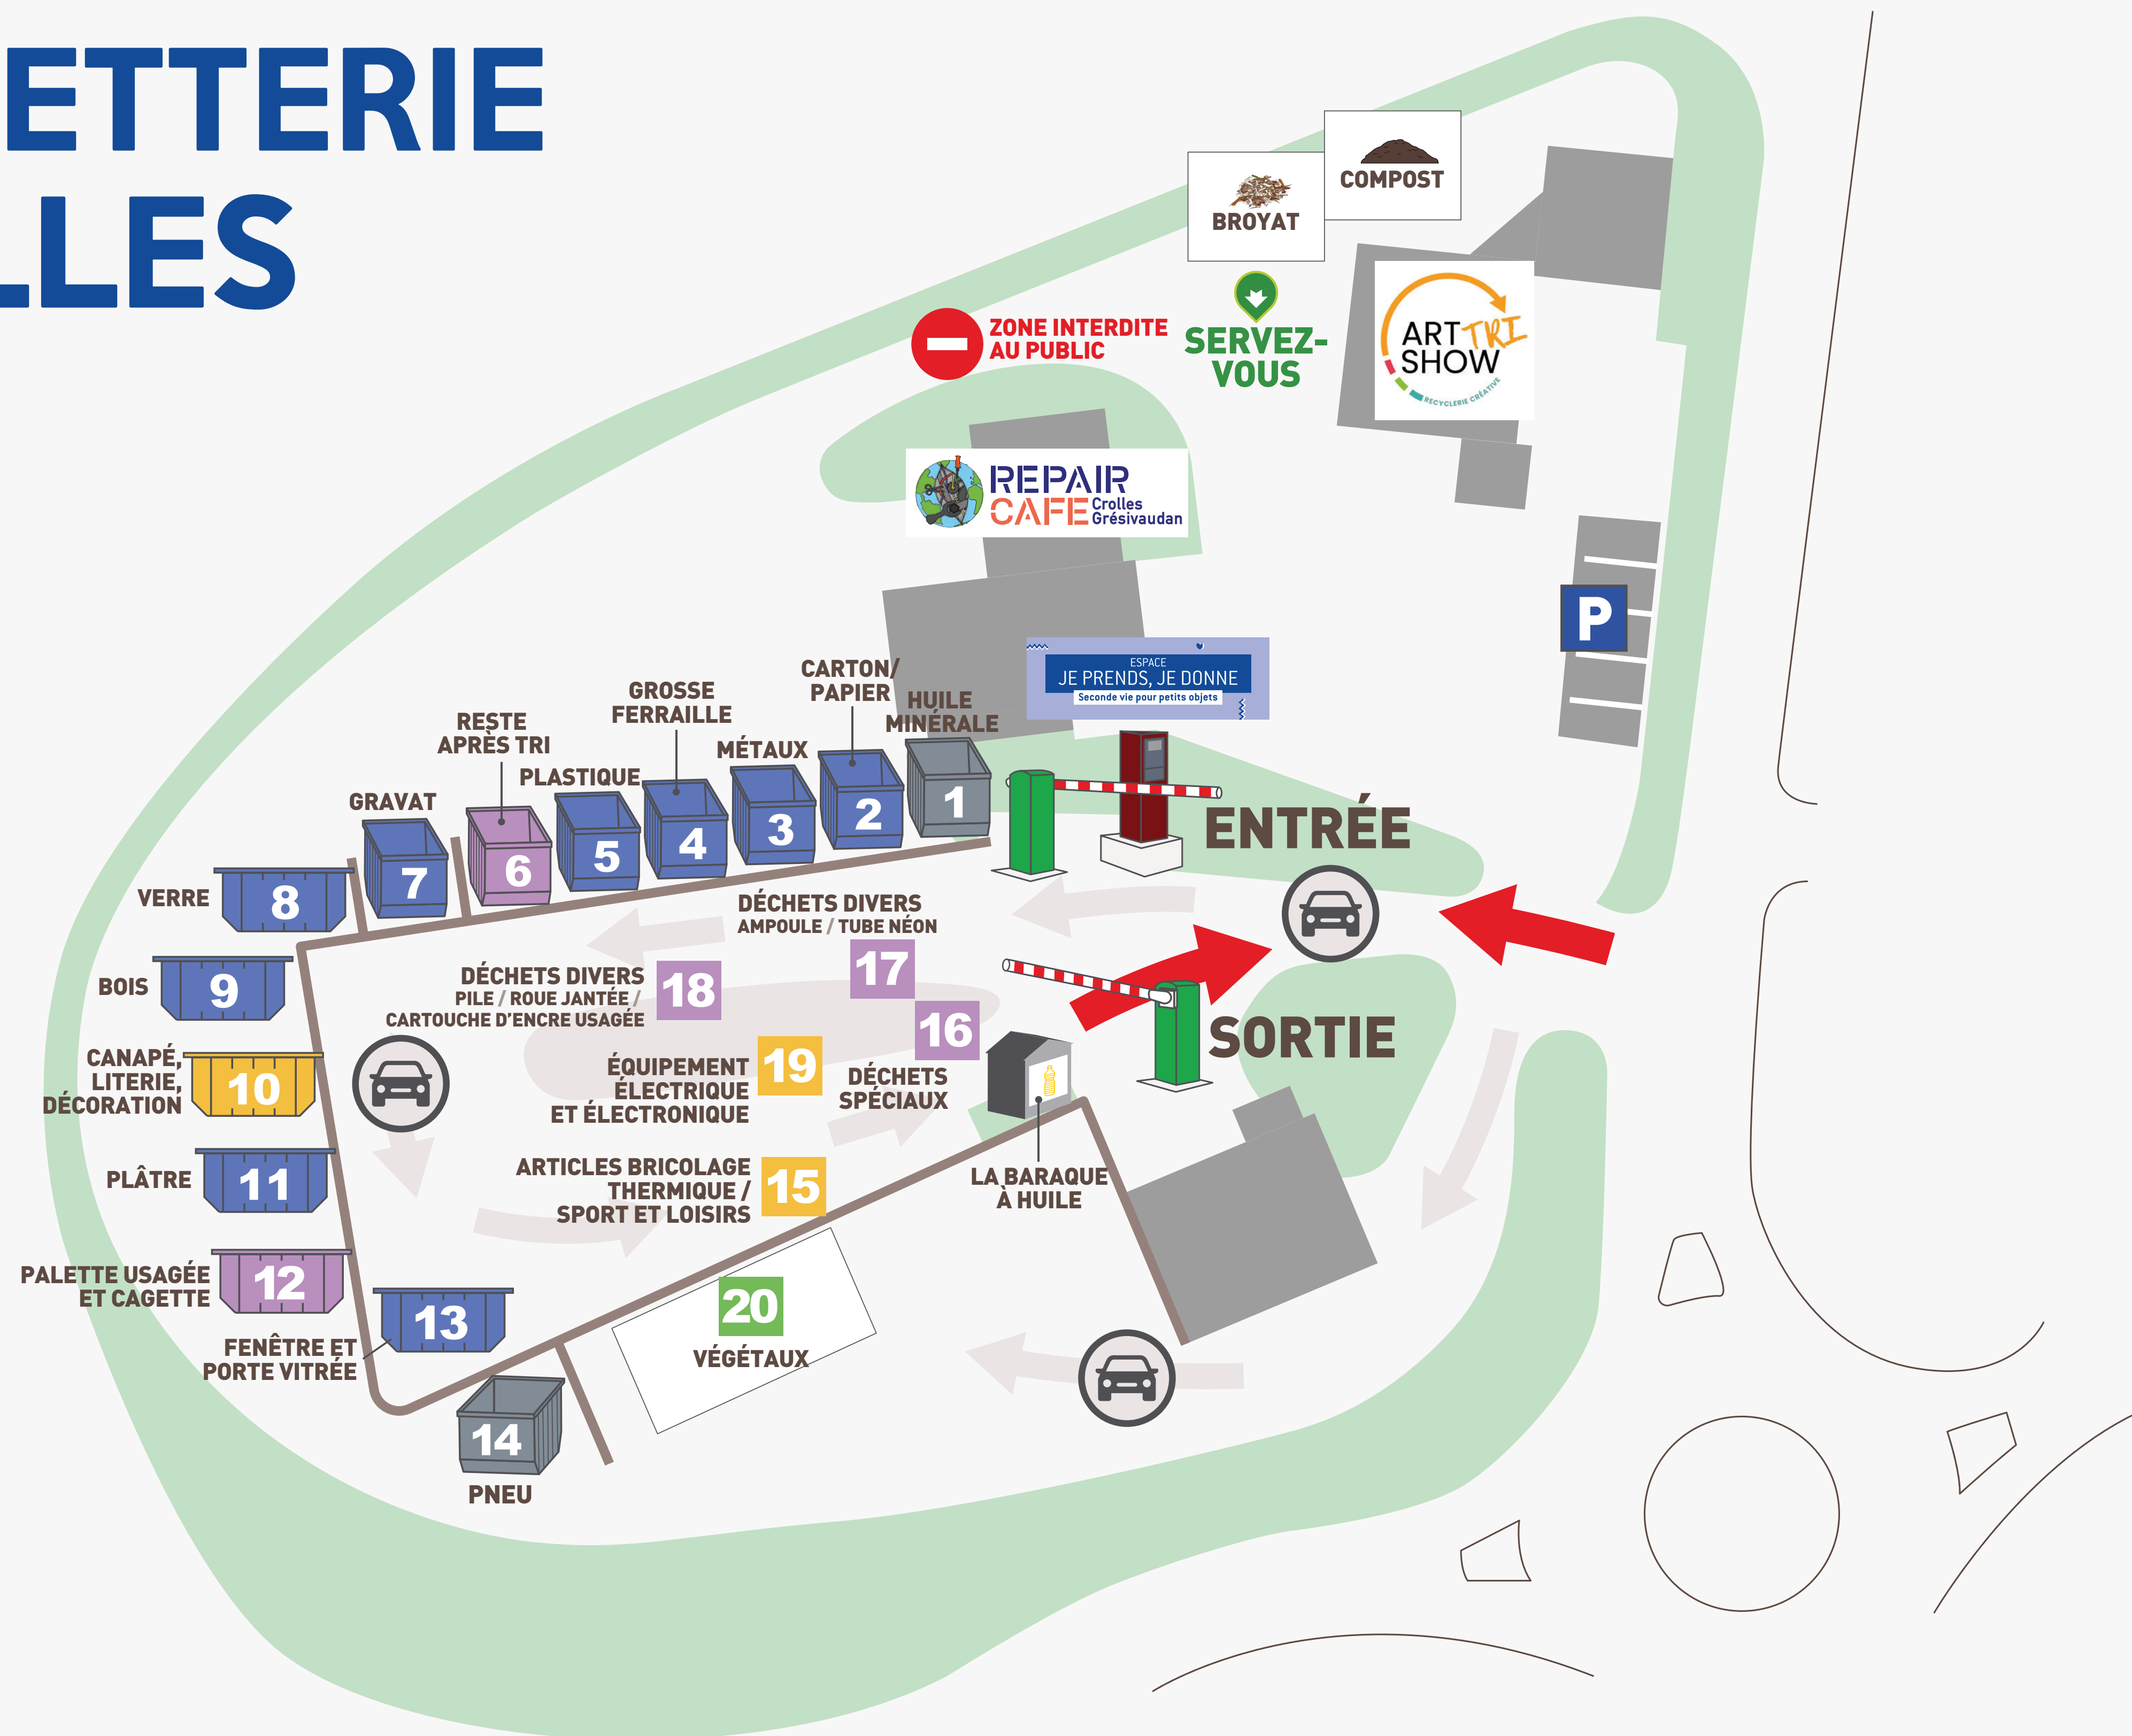 ETTERIE
LLES
COMPOST
BROYAT
SERVEZ-
VOUS
ZONE INTERDITE
AU PUBLIC
ART TRI
SHOW
RECYCLERIE CRÉATIVE
REPAIR
CAFE Crolles
Grésivaudan
P
ESPACE
JE PRENDS, JE DONNE
Seconde vie pour petits objets
CARTON/
PAPIER
HUILE
MINÉRALE
GROSSE
FERRAILLE
MÉTAUX
RESTE
APRÈS TRI
PLASTIQUE
GRAVAT
1
2
3
4
5
6
7
ENTRÉE
VERRE
8
DÉCHETS DIVERS
AMPOULE / TUBE NÉON
17
BOIS
9
DÉCHETS DIVERS
PILE / ROUE JANTÉE /
CARTOUCHE D'ENCRE USAGÉE
18
16
DÉCHETS
SPÉCIAUX
SORTIE
CANAPÉ,
LITERIE,
DÉCORATION
10
ÉQUIPEMENT
ÉLECTRIQUE
ET ÉLECTRONIQUE
19
PLÂTRE
11
ARTICLES BRICOLAGE
THERMIQUE /
SPORT ET LOISIRS
15
LA BARAQUE
À HUILE
PALETTE USAGÉE
ET CAGETTE
12
13
FENÊTRE ET
PORTE VITRÉE
20
VÉGÉTAUX
14
PNEU